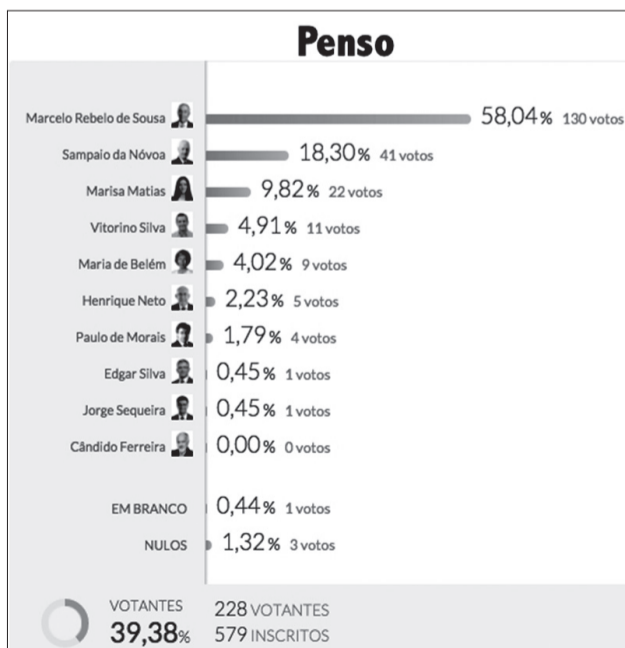 Penso
Marcelo Rebelo de Sousa 58,04% 130 votos
Sampaio da Nóvoa 18,30% 41 votos
Marisa Matias 9,82% 22 votos
Vitorino Silva 4,91% 11 votos
Maria de Belém 4,02% 9 votos
Henrique Neto 2,23% 5 votos
Paulo de Morais 1,79% 4 votos
Edgar Silva 0,45% 1 votos
Jorge Sequeira 0,45% 1 votos
Cândido Ferreira 0,00% 0 votos
EM BRANCO 0,44% 1 votos
NULOS 1,32% 3 votos
VOTANTES 228 VOTANTES
39,38% 579 INSCRITOS